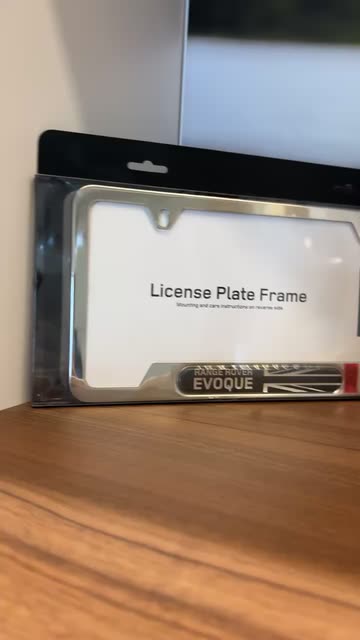 License Plate Frame
Mounting and care instructions on reverse side.
RANGE ROVER
EVOQUE